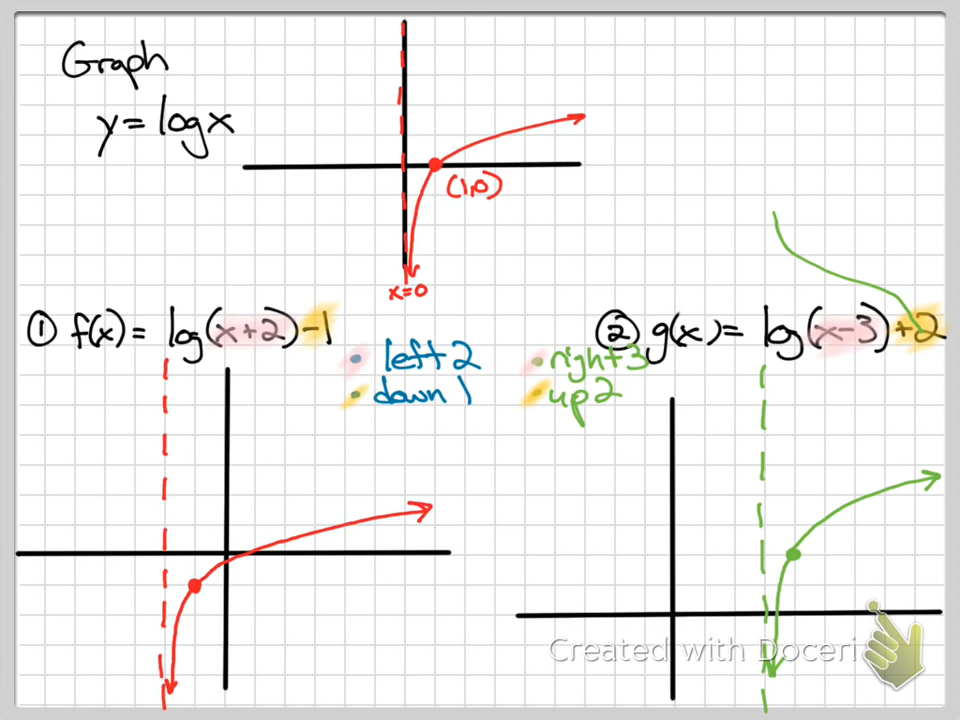 Graph
y = log x
(1,0)
x=0
① f(x) = log(x+2) -1
• left 2
• down 1
② g(x) = log(x-3) +2
• right 3
• up 2
Created with Doceri